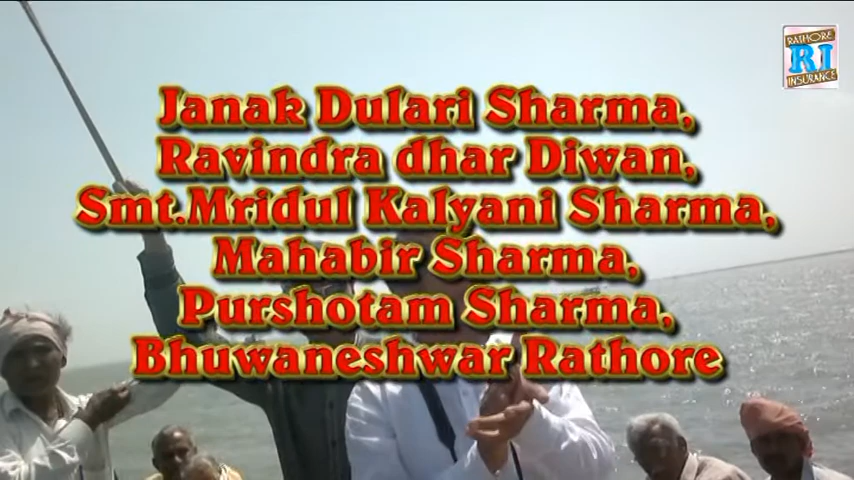 RATHORE
RI
INSURANCE
Janak Dulari Sharma,
Ravindra dhar Diwan,
Smt.Mridul Kalyani Sharma,
Mahabir Sharma,
Purshotam Sharma,
Bhuwaneshwar Rathore